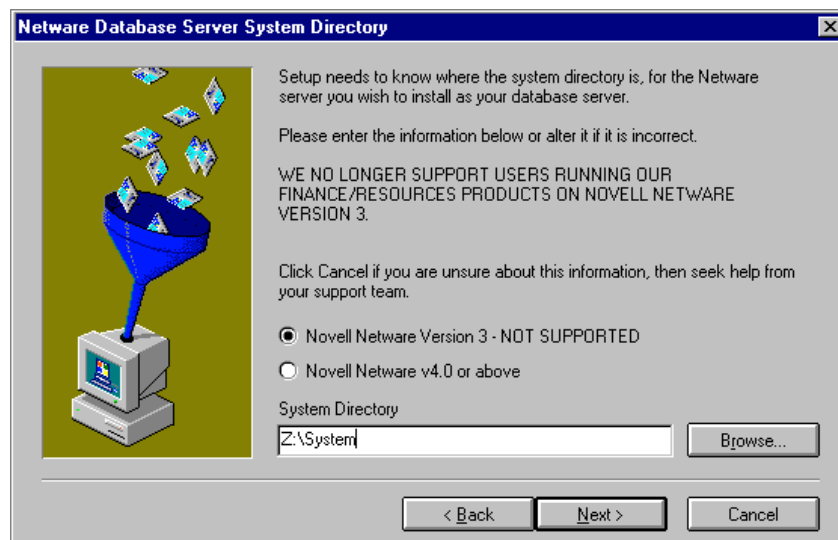 Netware Database Server System Directory
Setup needs to know where the system directory is, for the Netware
server you wish to install as your database server.
Please enter the information below or alter it if it is incorrect.
WE NO LONGER SUPPORT USERS RUNNING OUR
FINANCE/RESOURCES PRODUCTS ON NOVELL NETWARE
VERSION 3.
Click Cancel if you are unsure about this information, then seek help from
your support team.
Novell Netware Version 3 - NOT SUPPORTED
Novell Netware v4.0 or above
System Directory
Z:\System
Browse...
< Back
Next >
Cancel